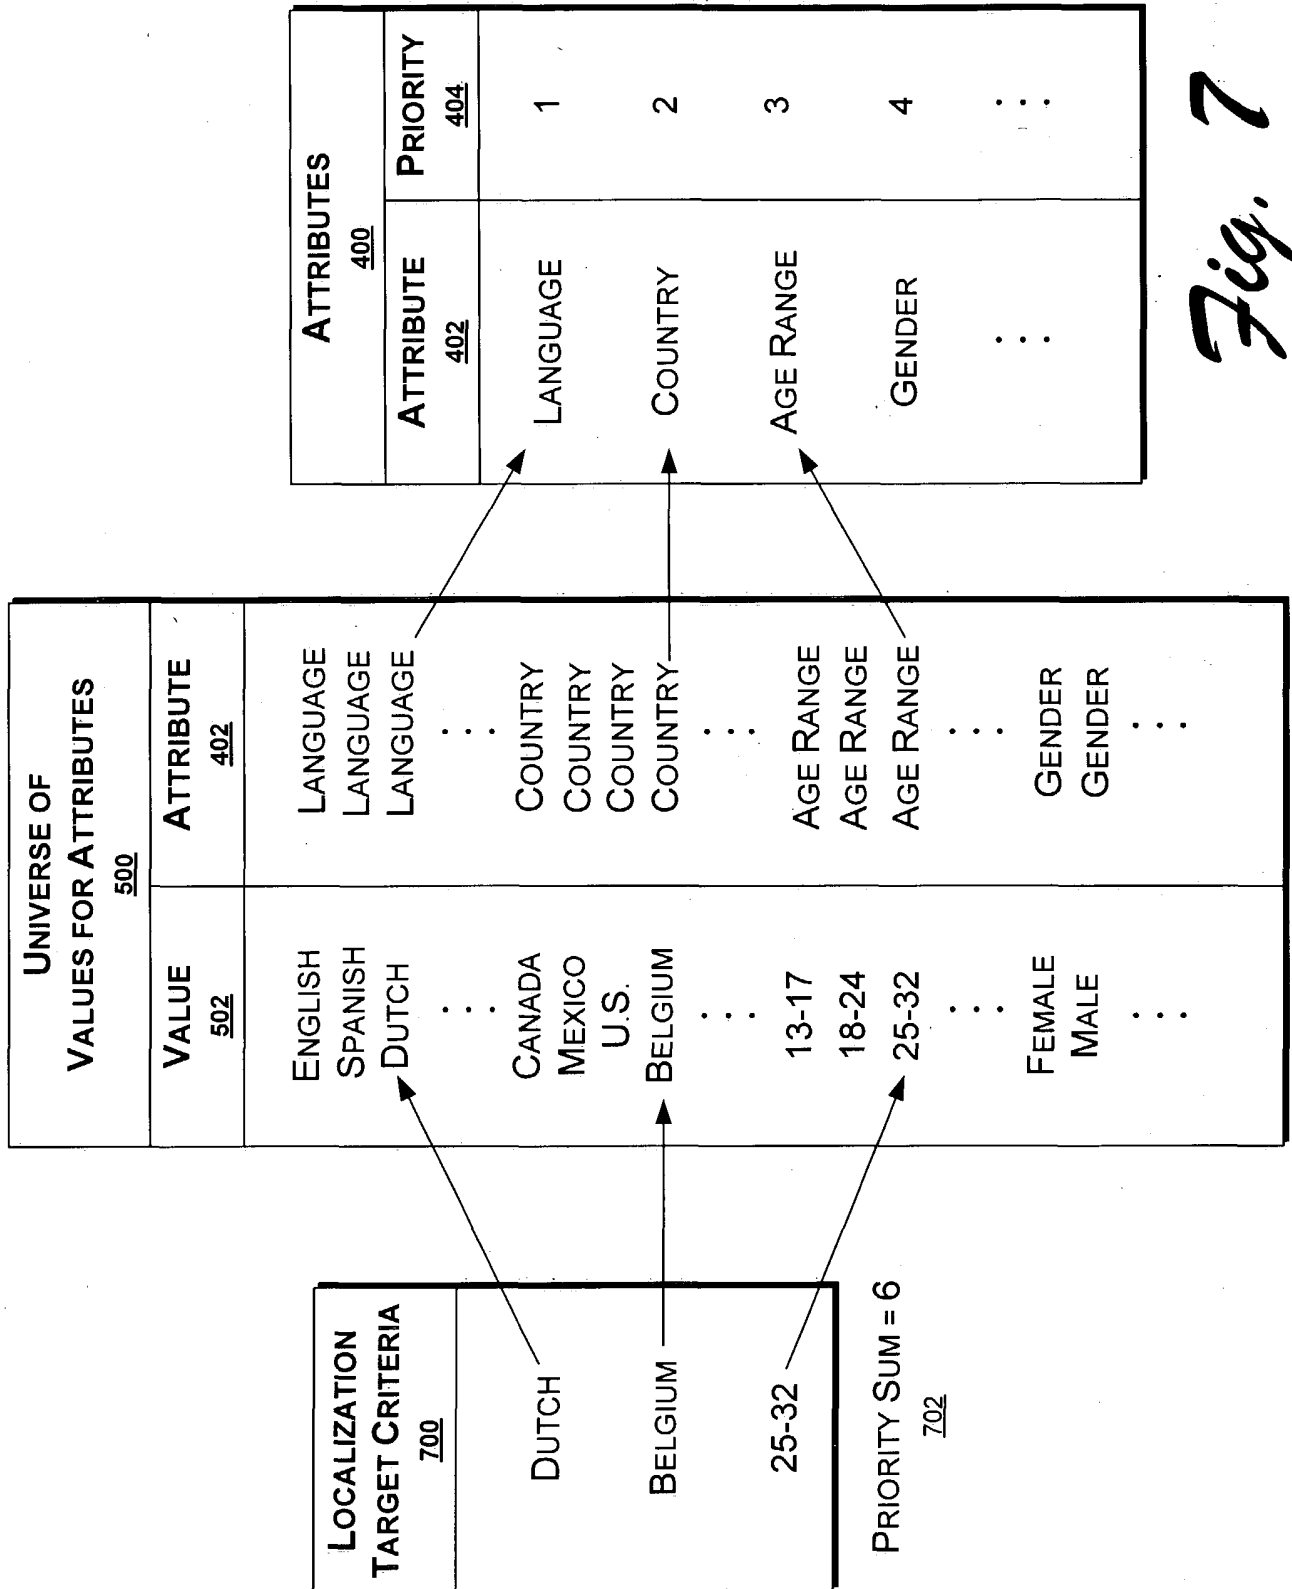 LOCALIZATION
TARGET CRITERIA
700
DUTCH
BELGIUM
25-32
PRIORITY SUM = 6
702
UNIVERSE OF
VALUES FOR ATTRIBUTES
500
VALUE ATTRIBUTE
502 402
ENGLISH LANGUAGE
SPANISH LANGUAGE
DUTCH LANGUAGE
. . . . . .
CANADA COUNTRY
MEXICO COUNTRY
U.S. COUNTRY
BELGIUM COUNTRY
. . . . . .
13-17 AGE RANGE
18-24 AGE RANGE
25-32 AGE RANGE
. . . . . .
FEMALE GENDER
MALE GENDER
. . . . . .
ATTRIBUTES
400
ATTRIBUTE PRIORITY
402 404
LANGUAGE 1
COUNTRY 2
AGE RANGE 3
GENDER 4
. . . . . .
Fig. 7